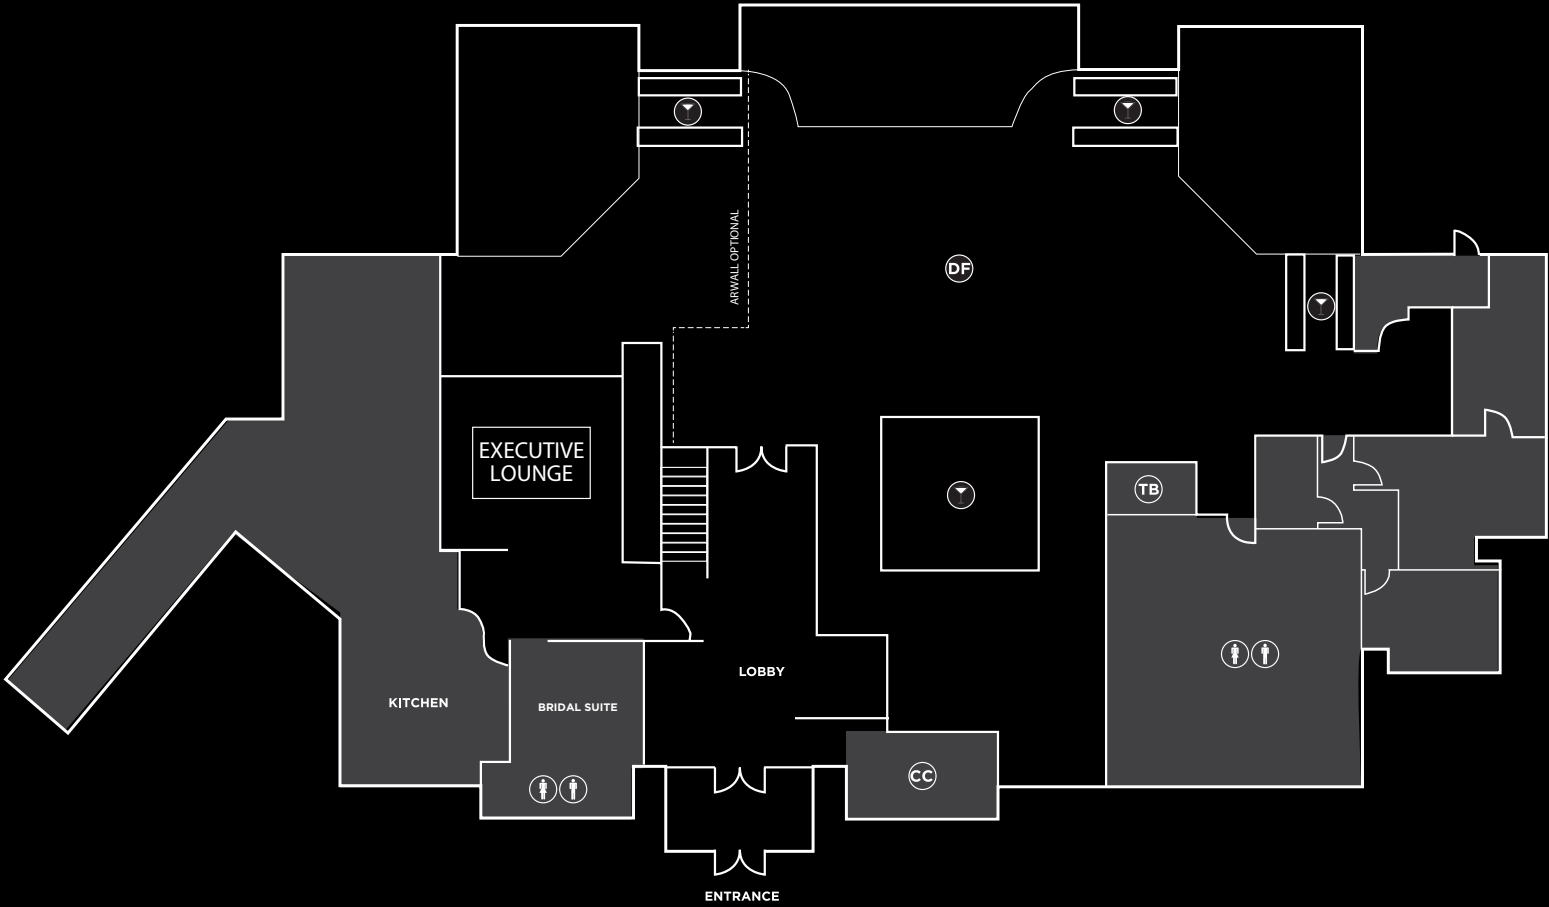 ARWALL OPTIONAL
DF
EXECUTIVE
LOUNGE
TB
LOBBY
KITCHEN
BRIDAL SUITE
CC
ENTRANCE